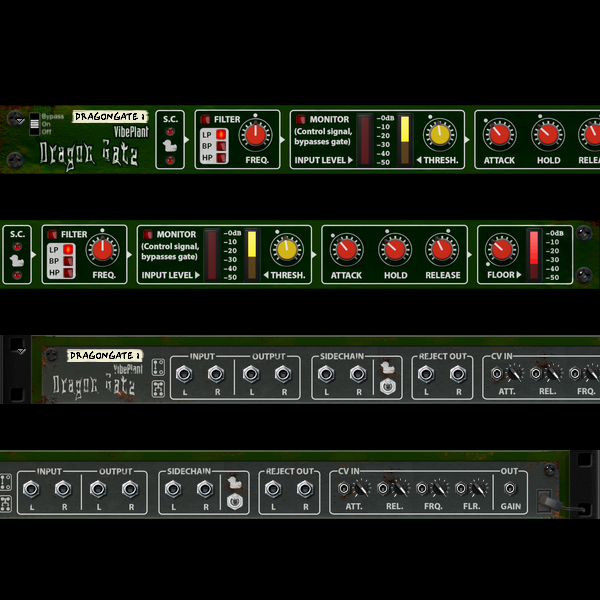 Bypass
On
Off
DRAGONGATE 1
VibePlant
Dragon Gate
S.C.
FILTER
LP
BP
HP
FREQ.
MONITOR
(Control signal,
bypasses gate)
INPUT LEVEL
-0dB
-10
-20
-30
-40
-50
THRESH.
ATTACK
HOLD
RELEA
S.C.
FILTER
LP
BP
HP
FREQ.
MONITOR
(Control signal,
bypasses gate)
INPUT LEVEL
-0dB
-10
-20
-30
-40
-50
THRESH.
ATTACK
HOLD
RELEASE
FLOOR
-0dB
-10
-20
-30
-40
-50
DRAGONGATE 1
VibePlant
Dragon Gate
INPUT
L R
OUTPUT
L R
SIDECHAIN
L R
REJECT OUT
L R
CV IN
ATT. REL. FRQ.
INPUT
L R
OUTPUT
L R
SIDECHAIN
L R
REJECT OUT
L R
CV IN
ATT. REL. FRQ. FLR.
OUT
GAIN